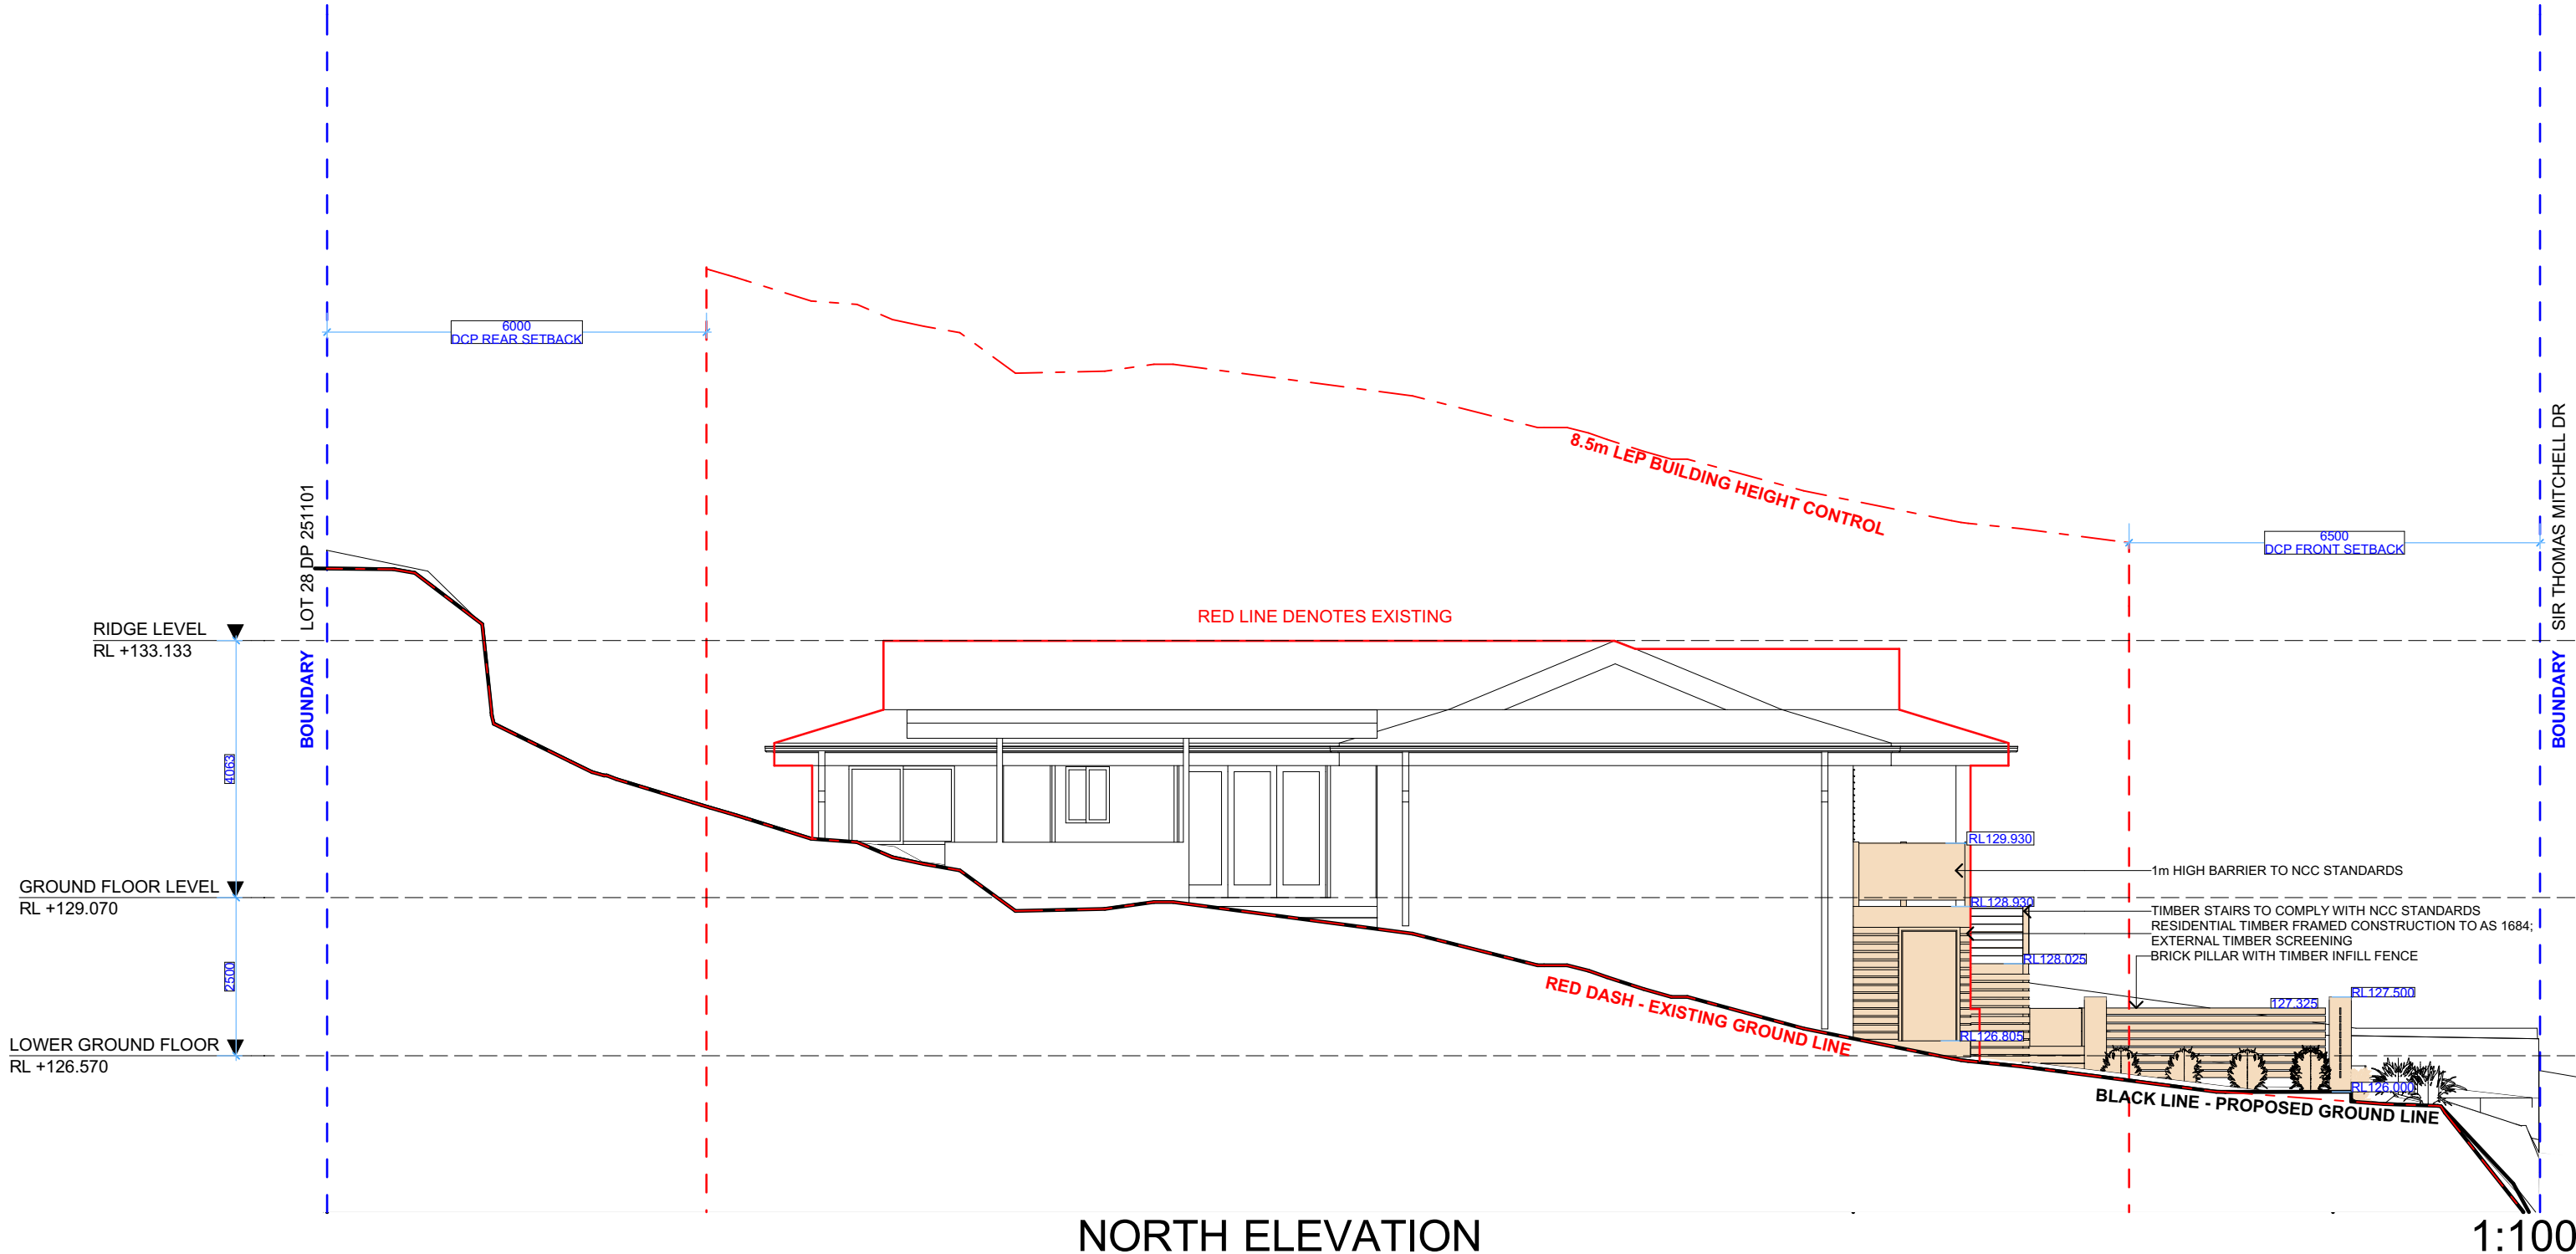 6000
DCP REAR SETBACK
8.5m LEP BUILDING HEIGHT CONTROL
6500
DCP FRONT SETBACK
SIR THOMAS MITCHELL DR
BOUNDARY
LOT 28 DP 251101
BOUNDARY
RED LINE DENOTES EXISTING
RIDGE LEVEL
RL +133.133
4063
GROUND FLOOR LEVEL
RL +129.070
2500
LOWER GROUND FLOOR
RL +126.570
RL129.930
1m HIGH BARRIER TO NCC STANDARDS
RL128.930
TIMBER STAIRS TO COMPLY WITH NCC STANDARDS
RESIDENTIAL TIMBER FRAMED CONSTRUCTION TO AS 1684;
EXTERNAL TIMBER SCREENING
BRICK PILLAR WITH TIMBER INFILL FENCE
RL128.025
RL127.500
127.325
RL126.805
RL126.000
RED DASH - EXISTING GROUND LINE
BLACK LINE - PROPOSED GROUND LINE
NORTH ELEVATION
1:100